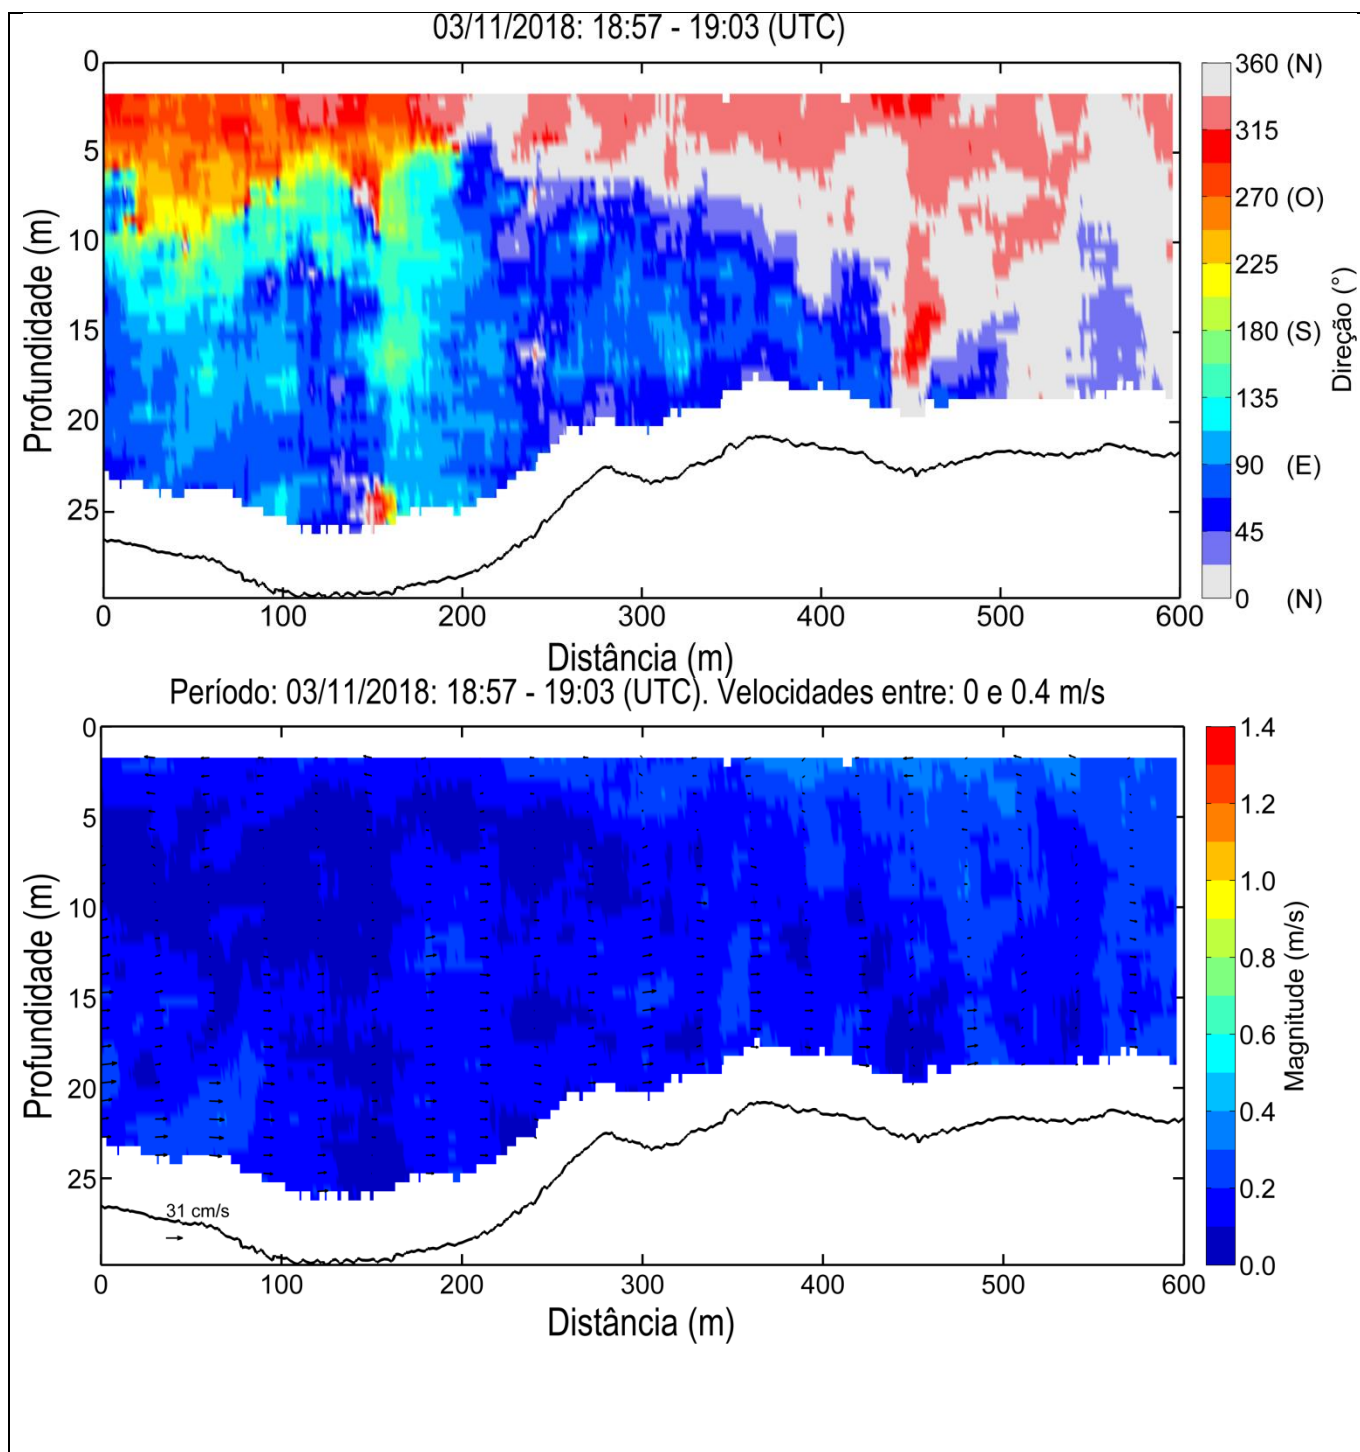 03/11/2018: 18:57 - 19:03 (UTC)
0
5
10
15
20
25
Profundidade (m)
0
100
200
300
400
500
600
Distância (m)
360 (N)
315
270 (O)
225
180 (S)
135
90 (E)
45
0 (N)
Direção (°)
Período: 03/11/2018: 18:57 - 19:03 (UTC). Velocidades entre: 0 e 0.4 m/s
0
5
10
15
20
25
Profundidade (m)
31 cm/s
0
100
200
300
400
500
600
Distância (m)
1.4
1.2
1.0
0.8
0.6
0.4
0.2
0.0
Magnitude (m/s)